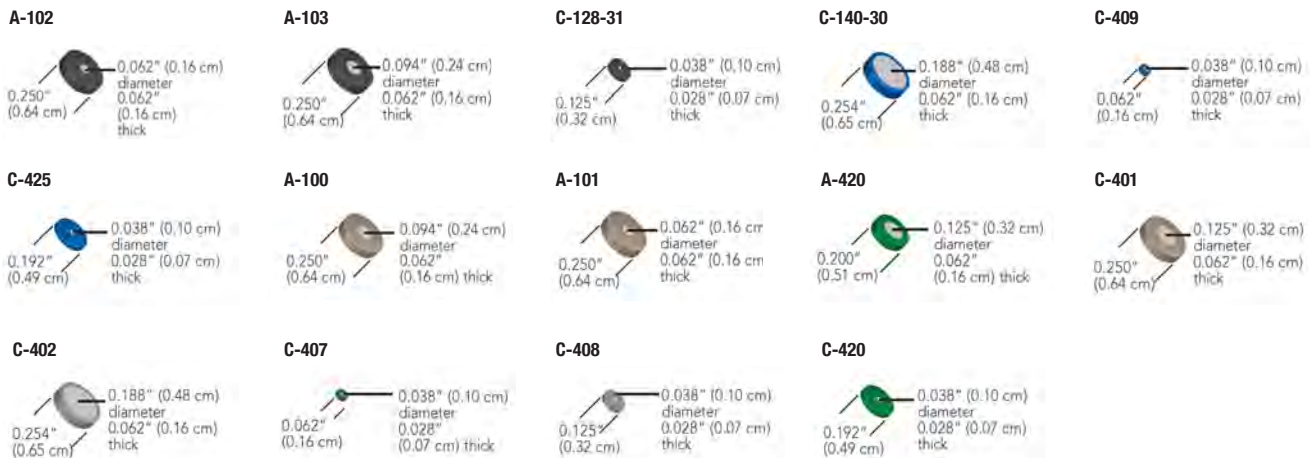 A-102
0.062" (0.16 cm)
diameter
0.062"
(0.16 cm)
thick
0.250"
(0.64 cm)
A-103
0.094" (0.24 cm)
diameter
0.062" (0.16 cm)
thick
0.250"
(0.64 cm)
C-128-31
0.038" (0.10 cm)
diameter
0.028" (0.07 cm)
thick
0.125"
(0.32 cm)
C-140-30
0.188" (0.48 cm)
diameter
0.062" (0.16 cm)
thick
0.254"
(0.65 cm)
C-409
0.038" (0.10 cm)
diameter
0.028" (0.07 cm)
thick
0.062"
(0.16 cm)
C-425
0.038" (0.10 cm)
diameter
0.028" (0.07 cm)
thick
0.192"
(0.49 cm)
A-100
0.094" (0.24 cm)
diameter
0.062"
(0.16 cm) thick
0.250"
(0.64 cm)
A-101
0.062" (0.16 cm
diameter
0.062" (0.16 cm
thick
0.250"
(0.64 cm)
A-420
0.125" (0.32 cm)
diameter
0.062"
(0.16 cm) thick
0.200"
(0.51 cm)
C-401
0.125" (0.32 cm)
diameter
0.062" (0.16 cm)
thick
0.250"
(0.64 cm)
C-402
0.188" (0.48 cm)
diameter
0.062" (0.16 cm)
thick
0.254"
(0.65 cm)
C-407
0.038" (0.10 cm)
diameter
0.028"
(0.07 cm) thick
0.062"
(0.16 cm)
C-408
0.038" (0.10 cm)
diameter
0.028" (0.07 cm)
thick
0.125"
(0.32 cm)
C-420
0.038" (0.10 cm)
diameter
0.028" (0.07 cm)
thick
0.192"
(0.49 cm)